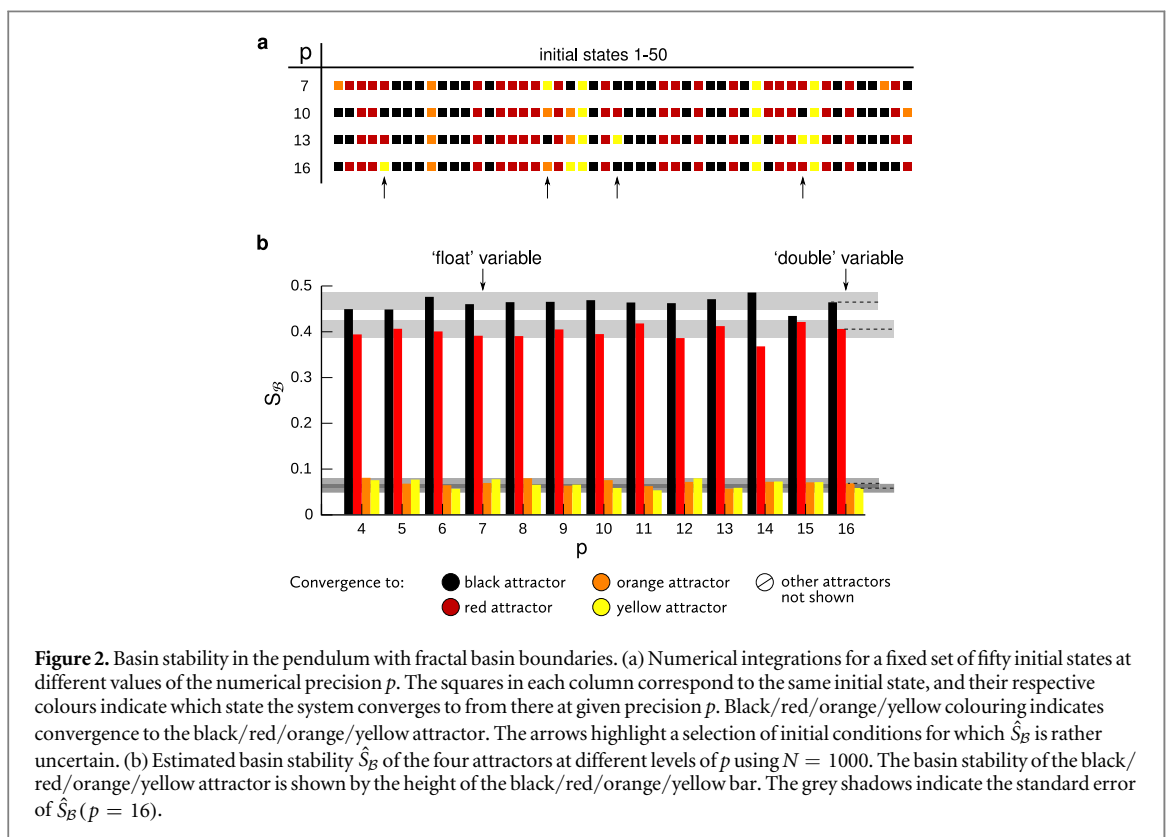 a
p initial states 1-50
7
10
13
16
b
'float' variable 'double' variable
0.5
0.4
0.3
0.2
0.1
0
S_ℬ
4 5 6 7 8 9 10 11 12 13 14 15 16
p
Convergence to: black attractor orange attractor other attractors
not shown
red attractor yellow attractor
Figure 2. Basin stability in the pendulum with fractal basin boundaries. (a) Numerical integrations for a fixed set of fifty initial states at
different values of the numerical precision p. The squares in each column correspond to the same initial state, and their respective
colours indicate which state the system converges to from there at given precision p. Black/red/orange/yellow colouring indicates
convergence to the black/red/orange/yellow attractor. The arrows highlight a selection of initial conditions for which Ŝ_ℬ is rather
uncertain. (b) Estimated basin stability Ŝ_ℬ of the four attractors at different levels of p using N = 1000. The basin stability of the black/
red/orange/yellow attractor is shown by the height of the black/red/orange/yellow bar. The grey shadows indicate the standard error
of Ŝ_ℬ(p = 16).